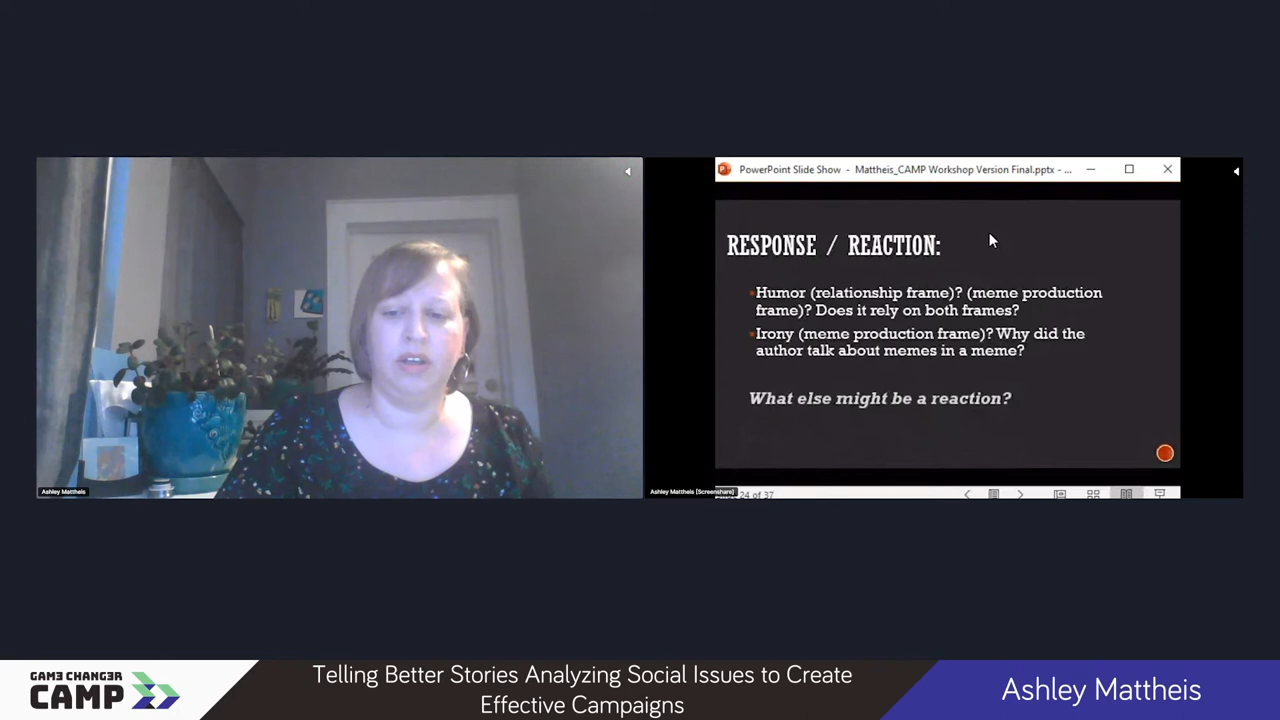 PowerPoint Slide Show - Mattheis_CAMP Workshop Version Final.pptx - ...
RESPONSE / REACTION:
Humor (relationship frame)? (meme production
frame)? Does it rely on both frames?
Irony (meme production frame)? Why did the
author talk about memes in a meme?
What else might be a reaction?
Ashley Mattheis
Ashley Mattheis [Screenshare]
24 of 37
GAME CHANGER
CAMP
Telling Better Stories Analyzing Social Issues to Create
Effective Campaigns
Ashley Mattheis